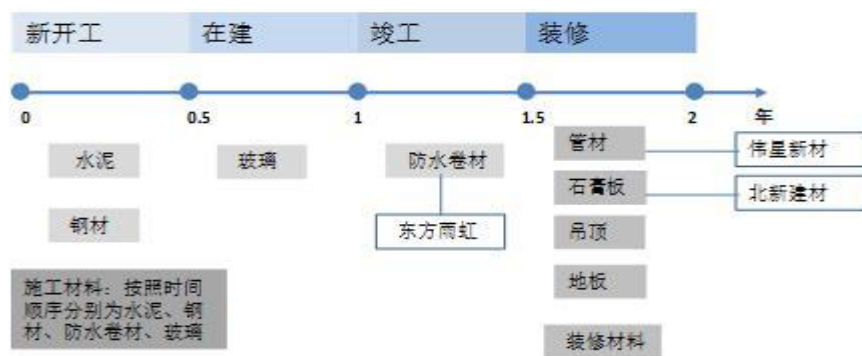 新开工 在建 竣工 装修
0 0.5 1 1.5 2 年
水泥 玻璃 防水卷材 管材 伟星新材
石膏板 北新建材
钢材 东方雨虹 吊顶
地板
施工材料：按照时间
顺序分别为水泥、钢
材、防水卷材、玻璃
装修材料